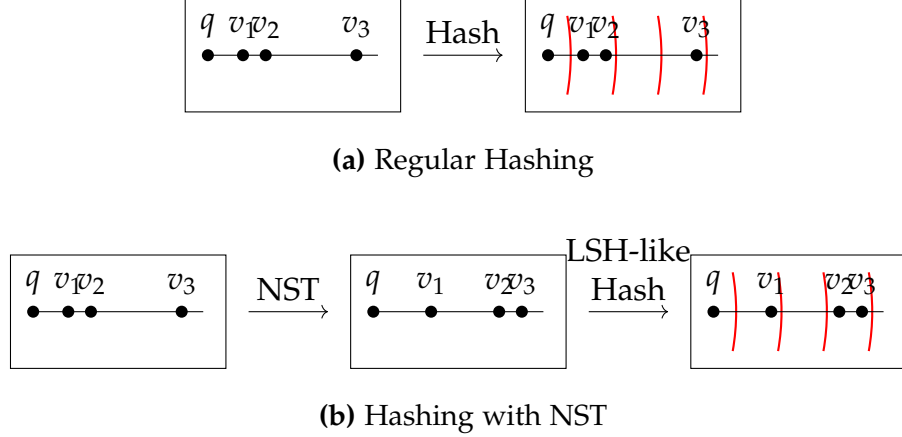 q v₁ v₂ v₃
Hash
q v₁ v₂ v₃
(a) Regular Hashing
q v₁ v₂ v₃
NST
q v₁ v₂ v₃
LSH-like
Hash
q v₁ v₂ v₃
(b) Hashing with NST